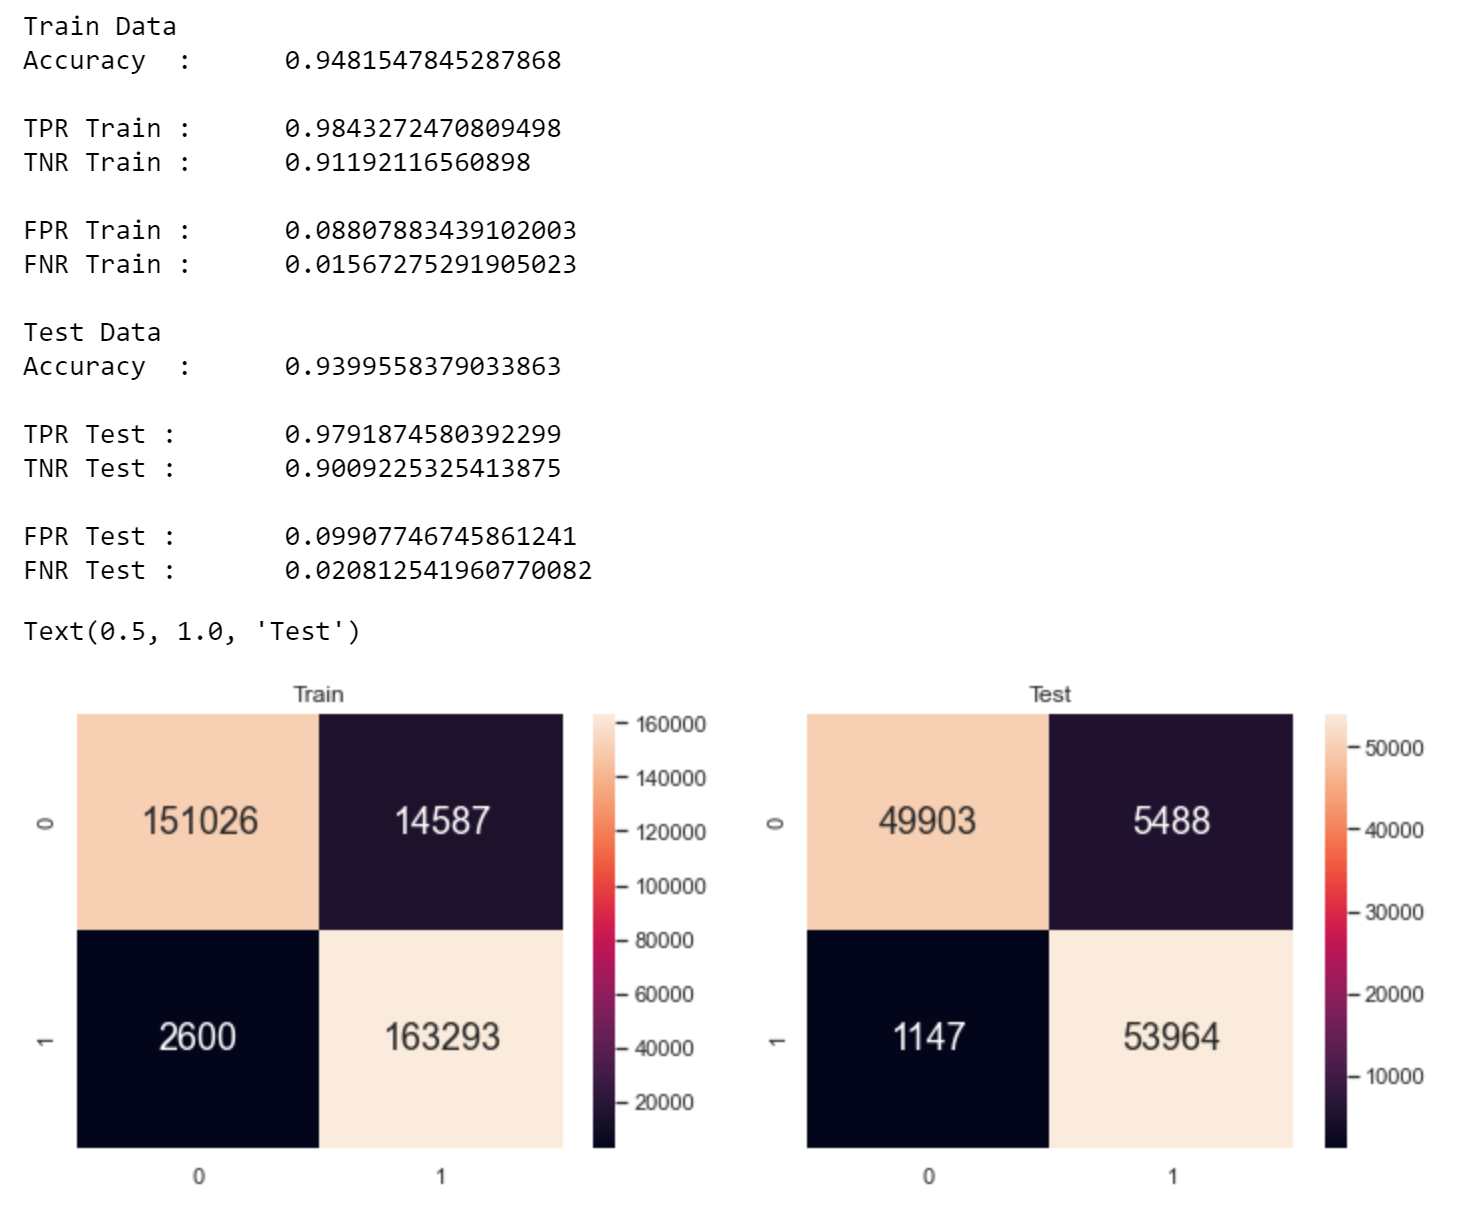 Train Data
Accuracy  :      0.9481547845287868
TPR Train :      0.9843272470809498
TNR Train :      0.91192116560898
FPR Train :      0.08807883439102003
FNR Train :      0.01567275291905023
Test Data
Accuracy  :      0.9399558379033863
TPR Test :       0.9791874580392299
TNR Test :       0.9009225325413875
FPR Test :       0.09907746745861241
FNR Test :       0.020812541960770082
Text(0.5, 1.0, 'Test')
Train
0
1
151026 14587
2600 163293
0 1
160000
140000
120000
100000
80000
60000
40000
20000
Test
0
1
49903 5488
1147 53964
0 1
50000
40000
30000
20000
10000